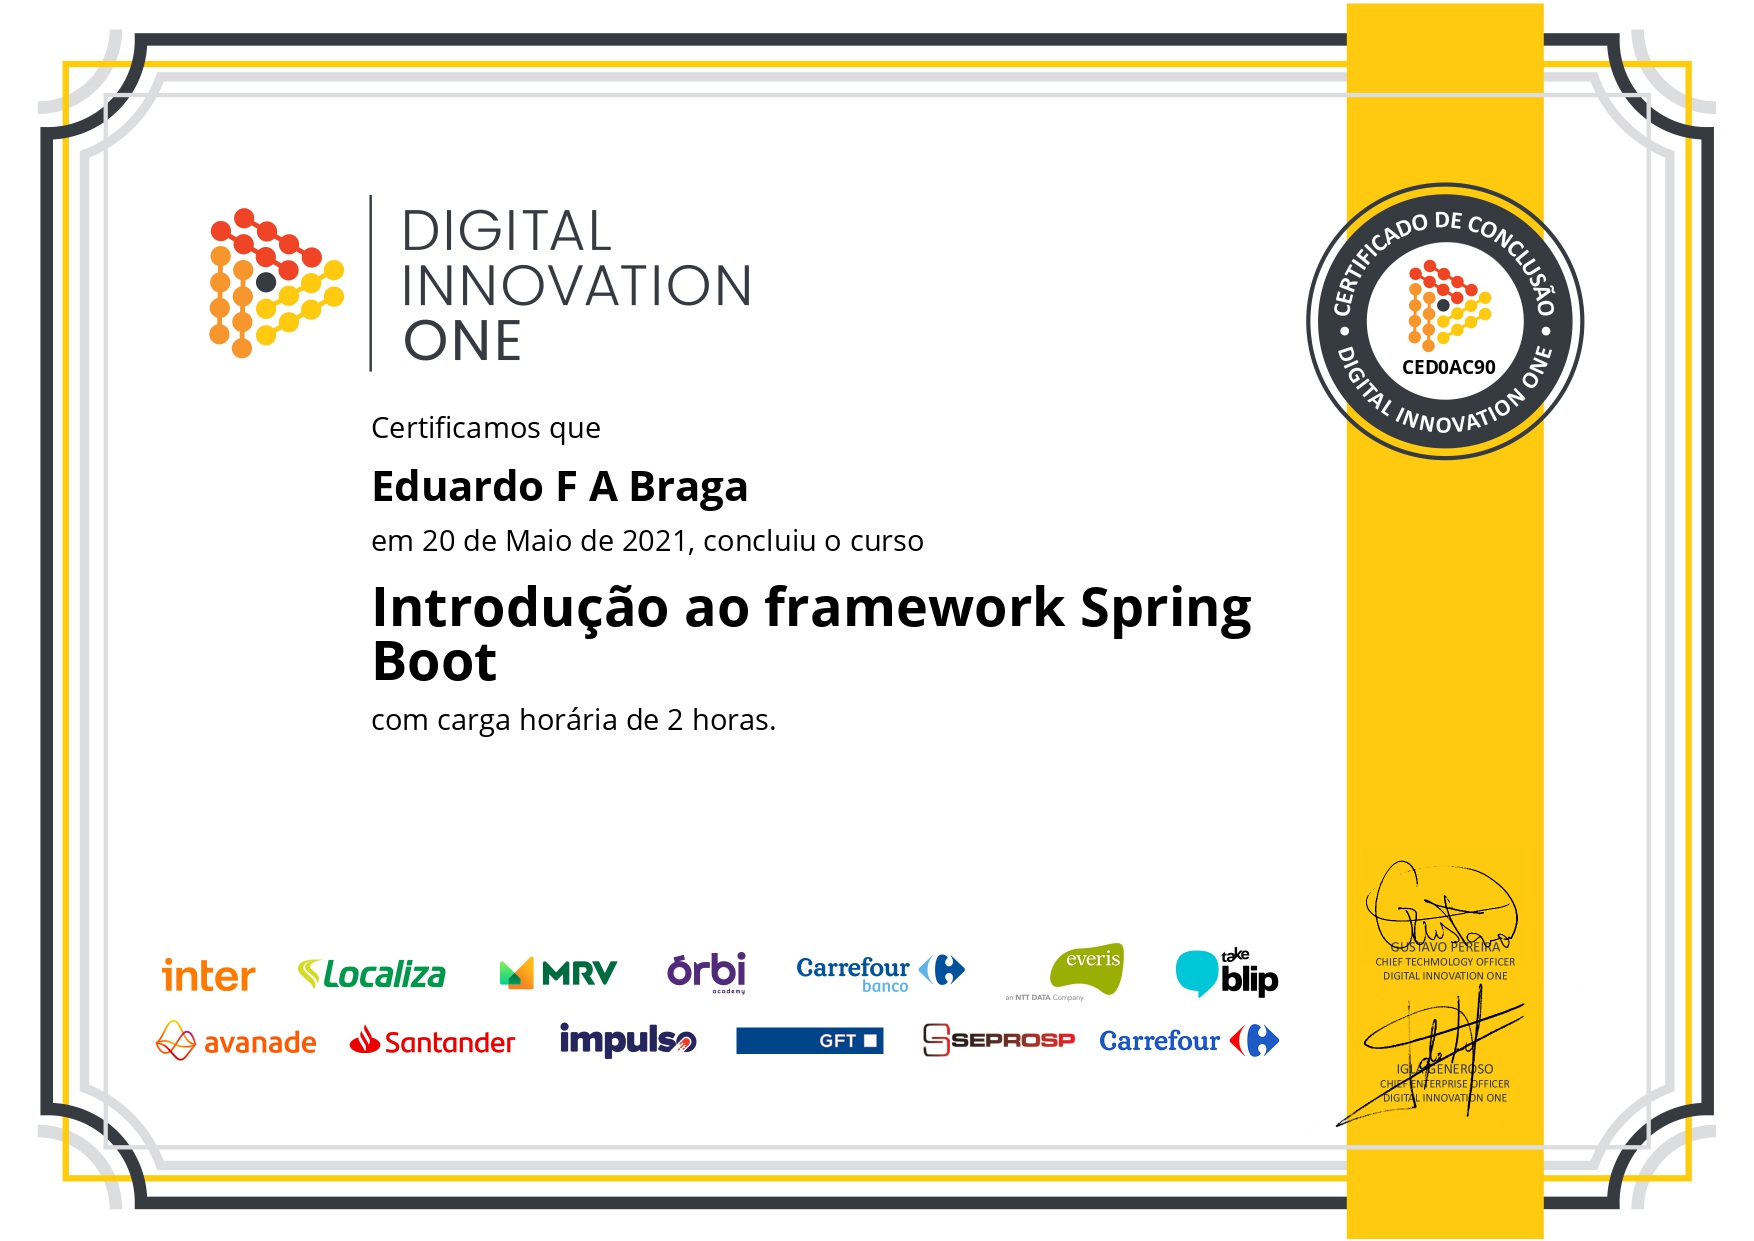 DIGITAL
INNOVATION
ONE
CERTIFICADO DE CONCLUSÃO
CED0AC90
• DIGITAL INNOVATION ONE •
Certificamos que
Eduardo F A Braga
em 20 de Maio de 2021, concluiu o curso
Introdução ao framework Spring
Boot
com carga horária de 2 horas.
inter
Localiza
MRV
órbi
academy
Carrefour
banco
everis
an NTT DATA Company
take
blip
avanade
Santander
impulso
GFT
SEPROSP
Carrefour
Gustavo
GUSTAVO PEREIRA
CHIEF TECHNOLOGY OFFICER
DIGITAL INNOVATION ONE
IGLÁ GENEROSO
CHIEF ENTERPRISE OFFICER
DIGITAL INNOVATION ONE